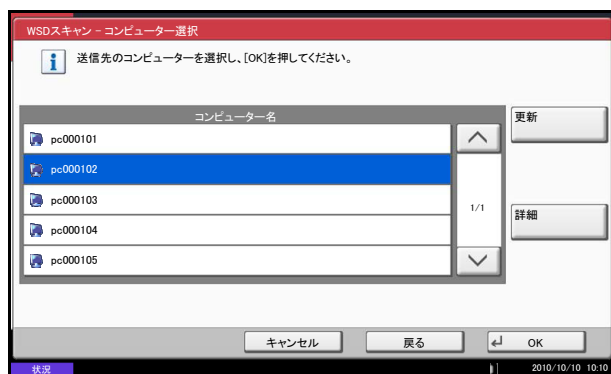 WSDスキャン - コンピューター選択
送信先のコンピューターを選択し、[OK]を押してください。
コンピューター名
更新
pc000101
pc000102
pc000103
1/1
詳細
pc000104
pc000105
キャンセル
戻る
OK
状況
2010/10/10 10:10